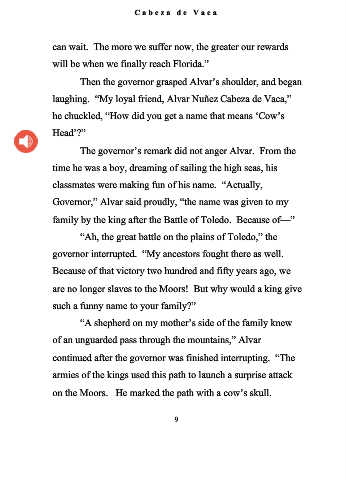 Cabeza de Vaca
can wait.  The more we suffer now, the greater our rewards
will be when we finally reach Florida.”
Then the governor grasped Alvar’s shoulder, and began
laughing.  “My loyal friend, Alvar Nuñez Cabeza de Vaca,”
he chuckled, “How did you get a name that means ‘Cow’s
Head’?”
The governor’s remark did not anger Alvar.  From the
time he was a boy, dreaming of sailing the high seas, his
classmates were making fun of his name.  “Actually,
Governor,” Alvar said proudly, “the name was given to my
family by the king after the Battle of Toledo.  Because of—”
“Ah, the great battle on the plains of Toledo,” the
governor interrupted.  “My ancestors fought there as well.
Because of that victory two hundred and fifty years ago, we
are no longer slaves to the Moors!  But why would a king give
such a funny name to your family?”
“A shepherd on my mother’s side of the family knew
of an unguarded pass through the mountains,” Alvar
continued after the governor was finished interrupting.  “The
armies of the kings used this path to launch a surprise attack
on the Moors.   He marked the path with a cow’s skull.
9